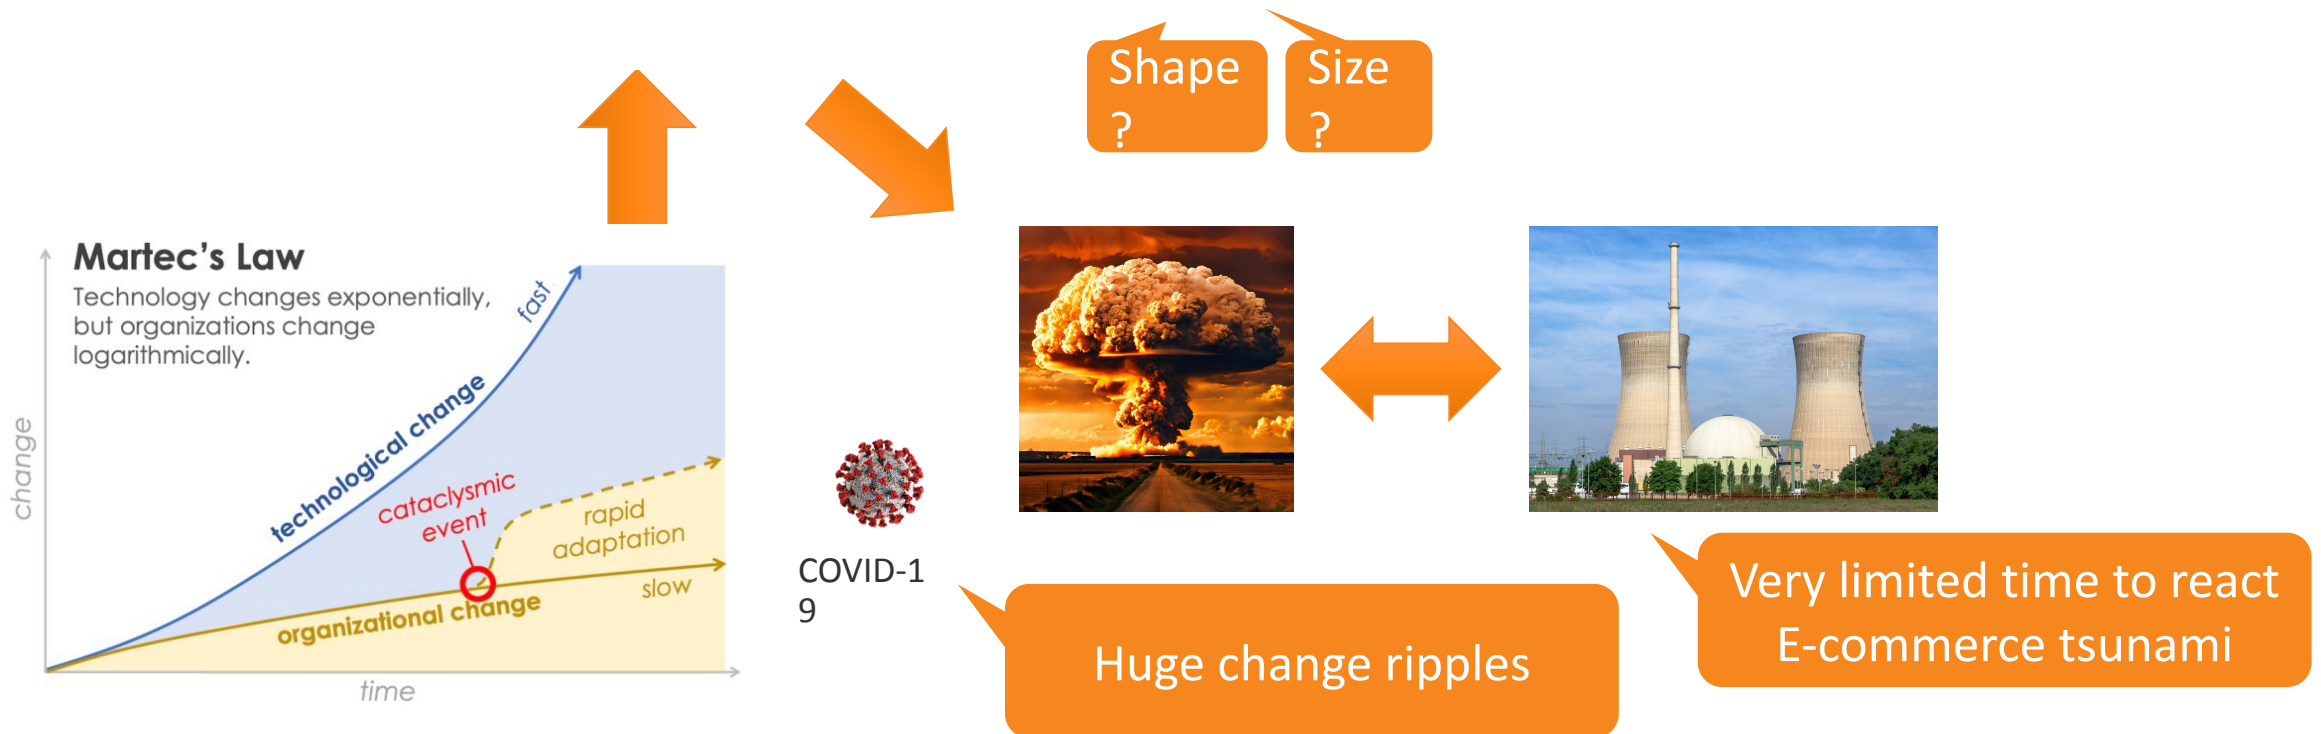 Shape
?
Size
?
Martec's Law
Technology changes exponentially,
but organizations change
logarithmically.
fast
technological change
cataclysmic
event
rapid
adaptation
slow
organizational change
change
time
COVID-1
9
Huge change ripples
Very limited time to react
E-commerce tsunami